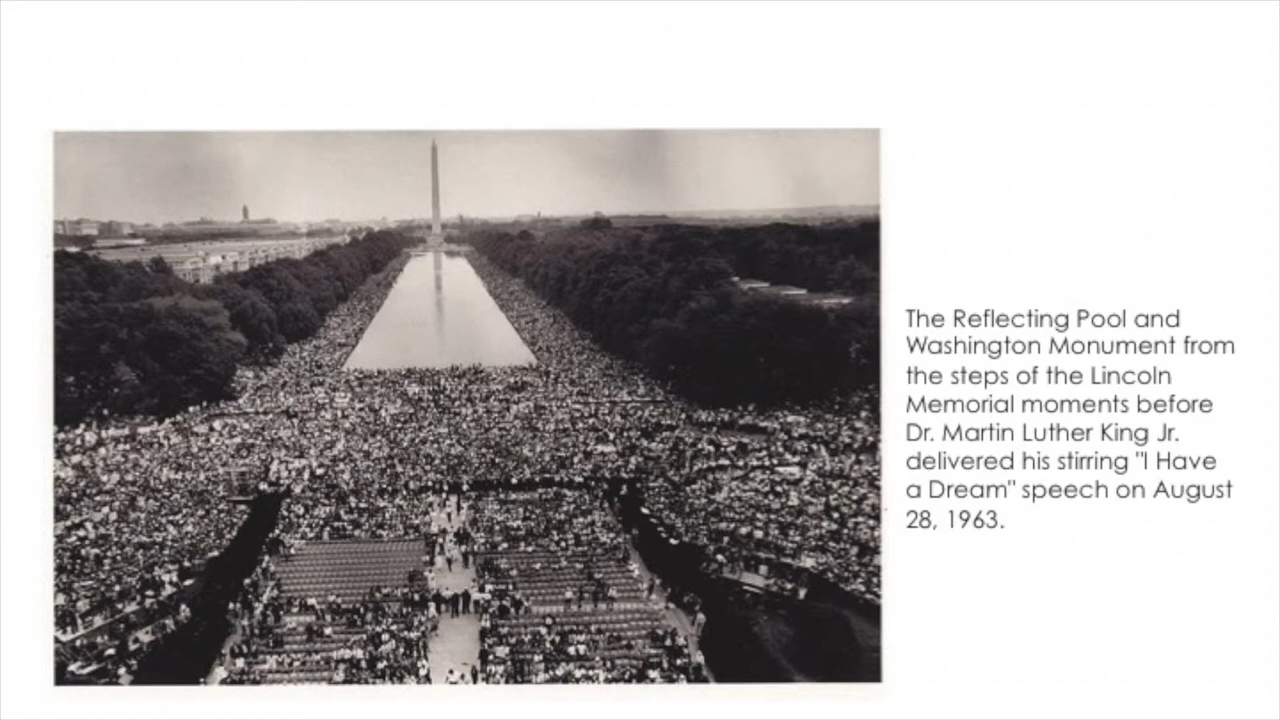 The Reflecting Pool and
Washington Monument from
the steps of the Lincoln
Memorial moments before
Dr. Martin Luther King Jr.
delivered his stirring "I Have
a Dream" speech on August
28, 1963.